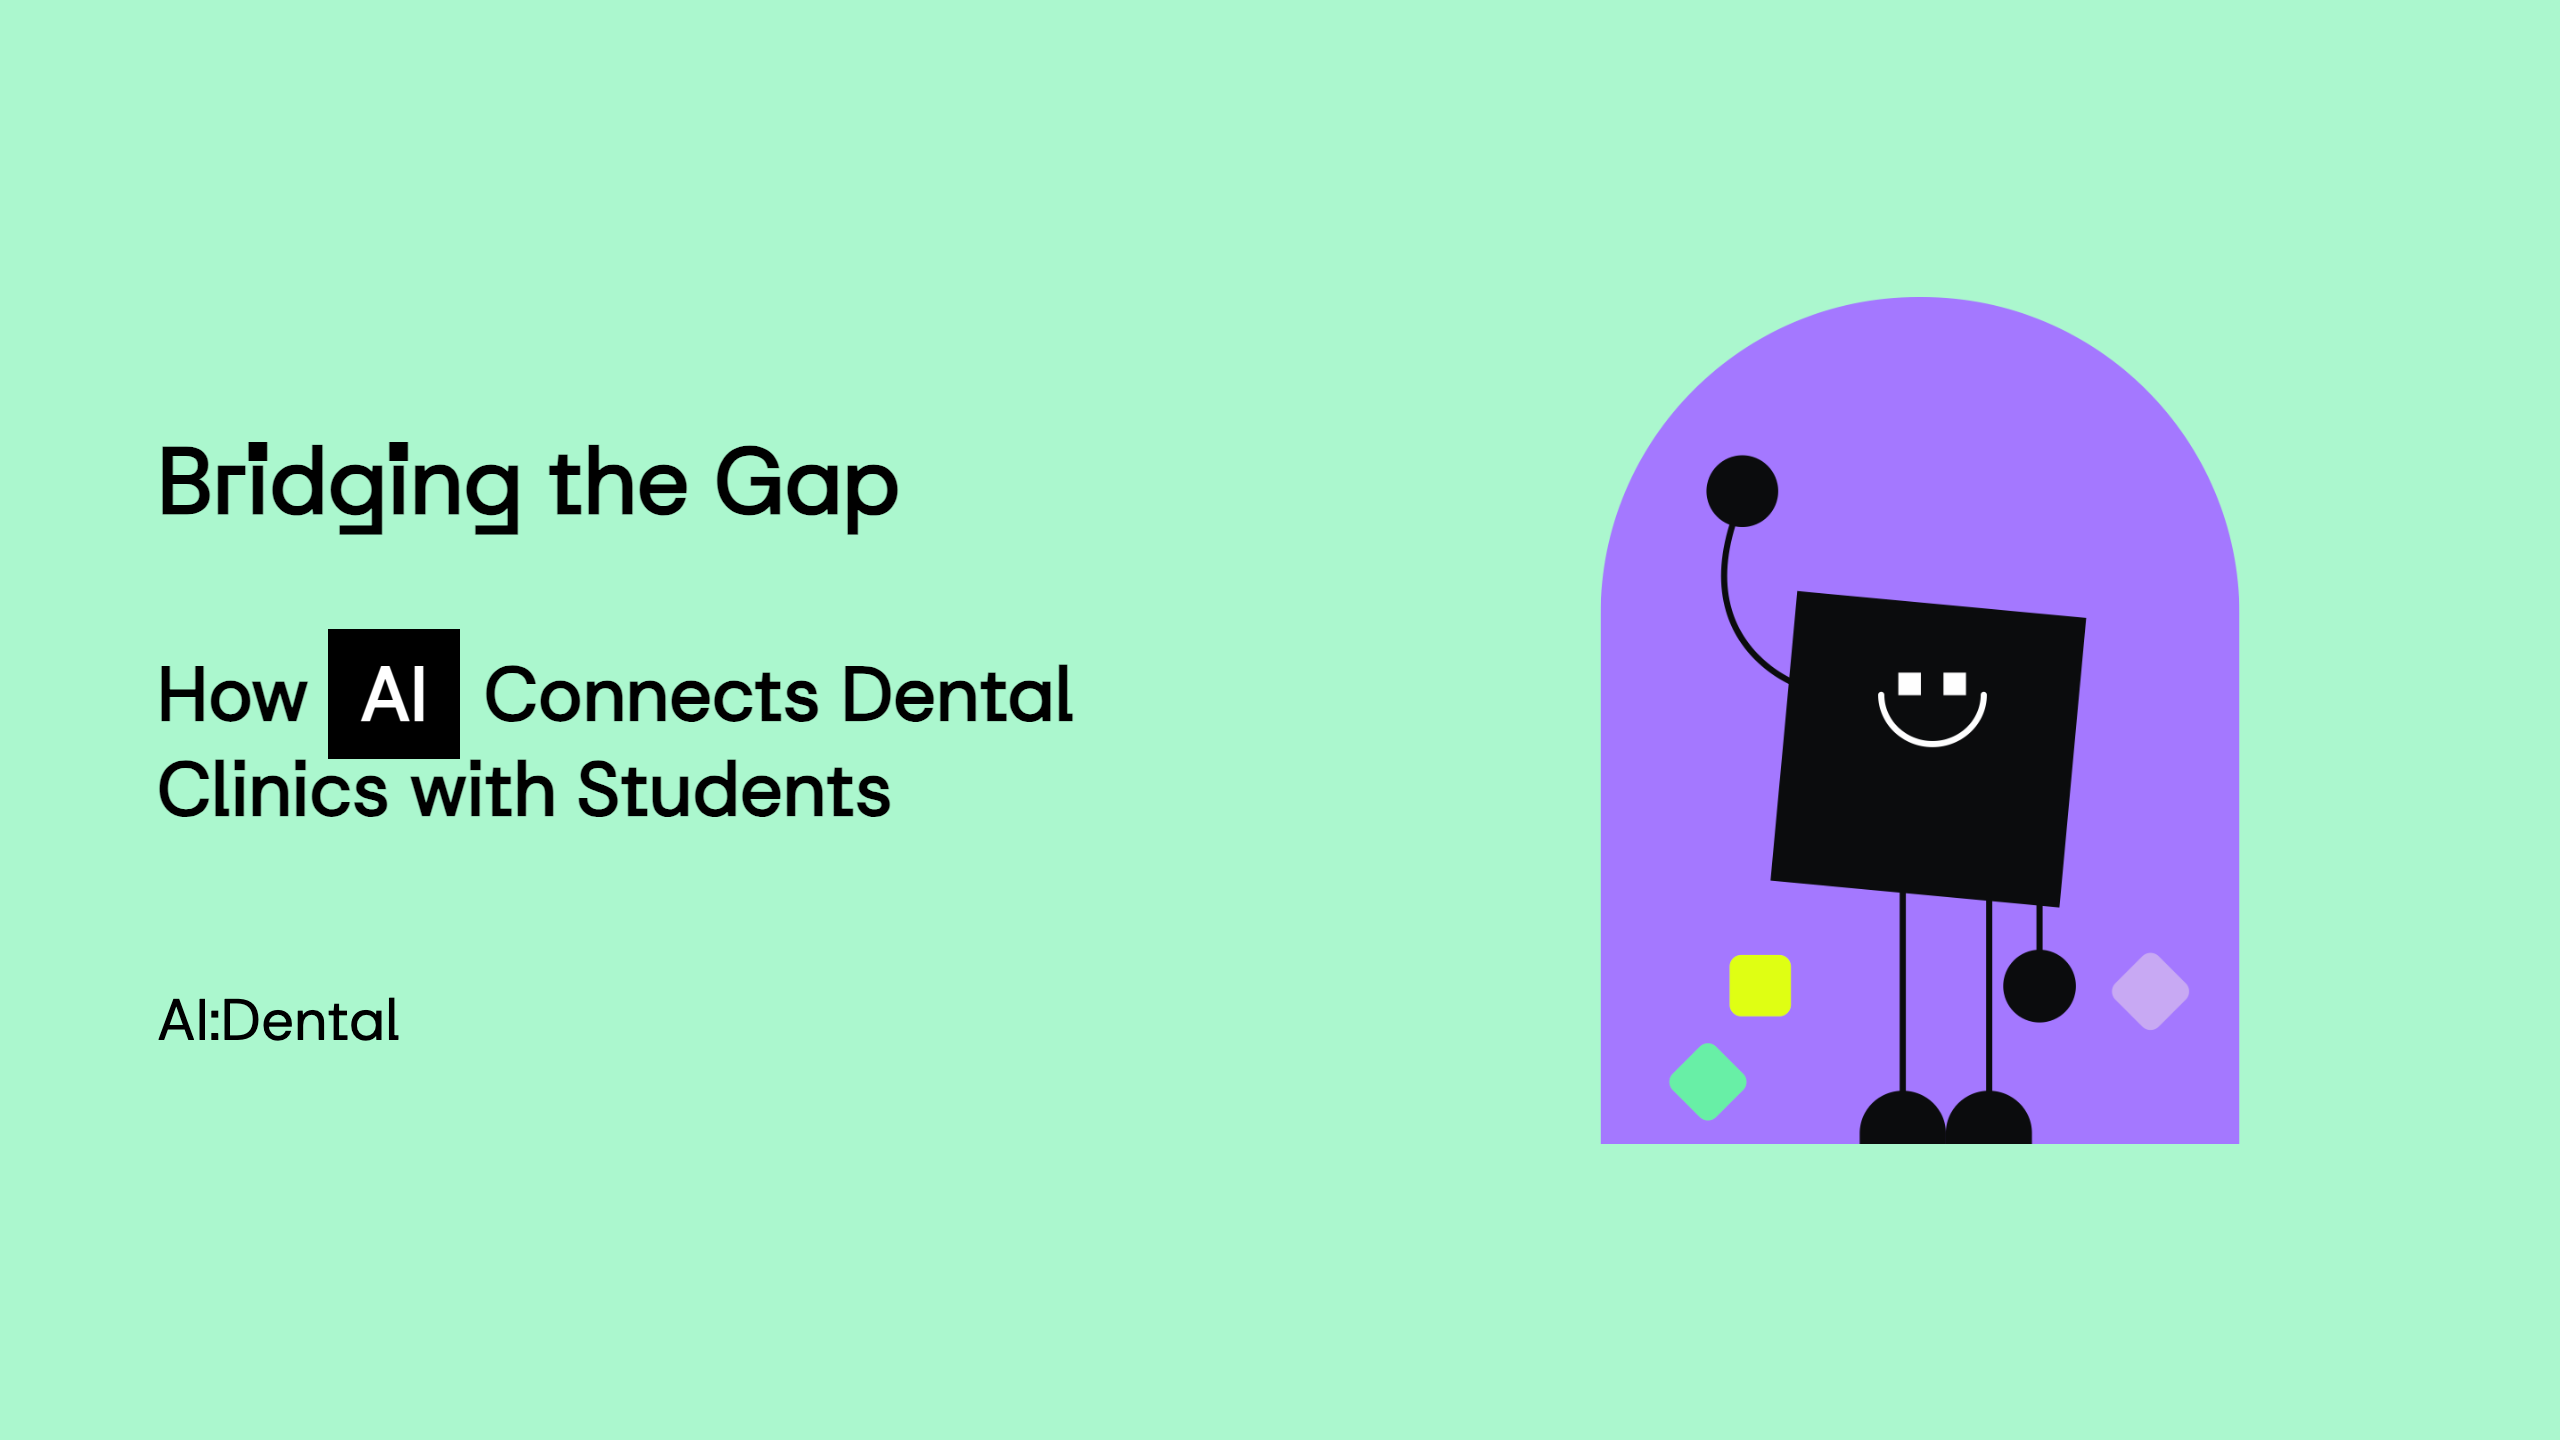 Bridging the Gap
How AI Connects Dental
Clinics with Students
AI:Dental